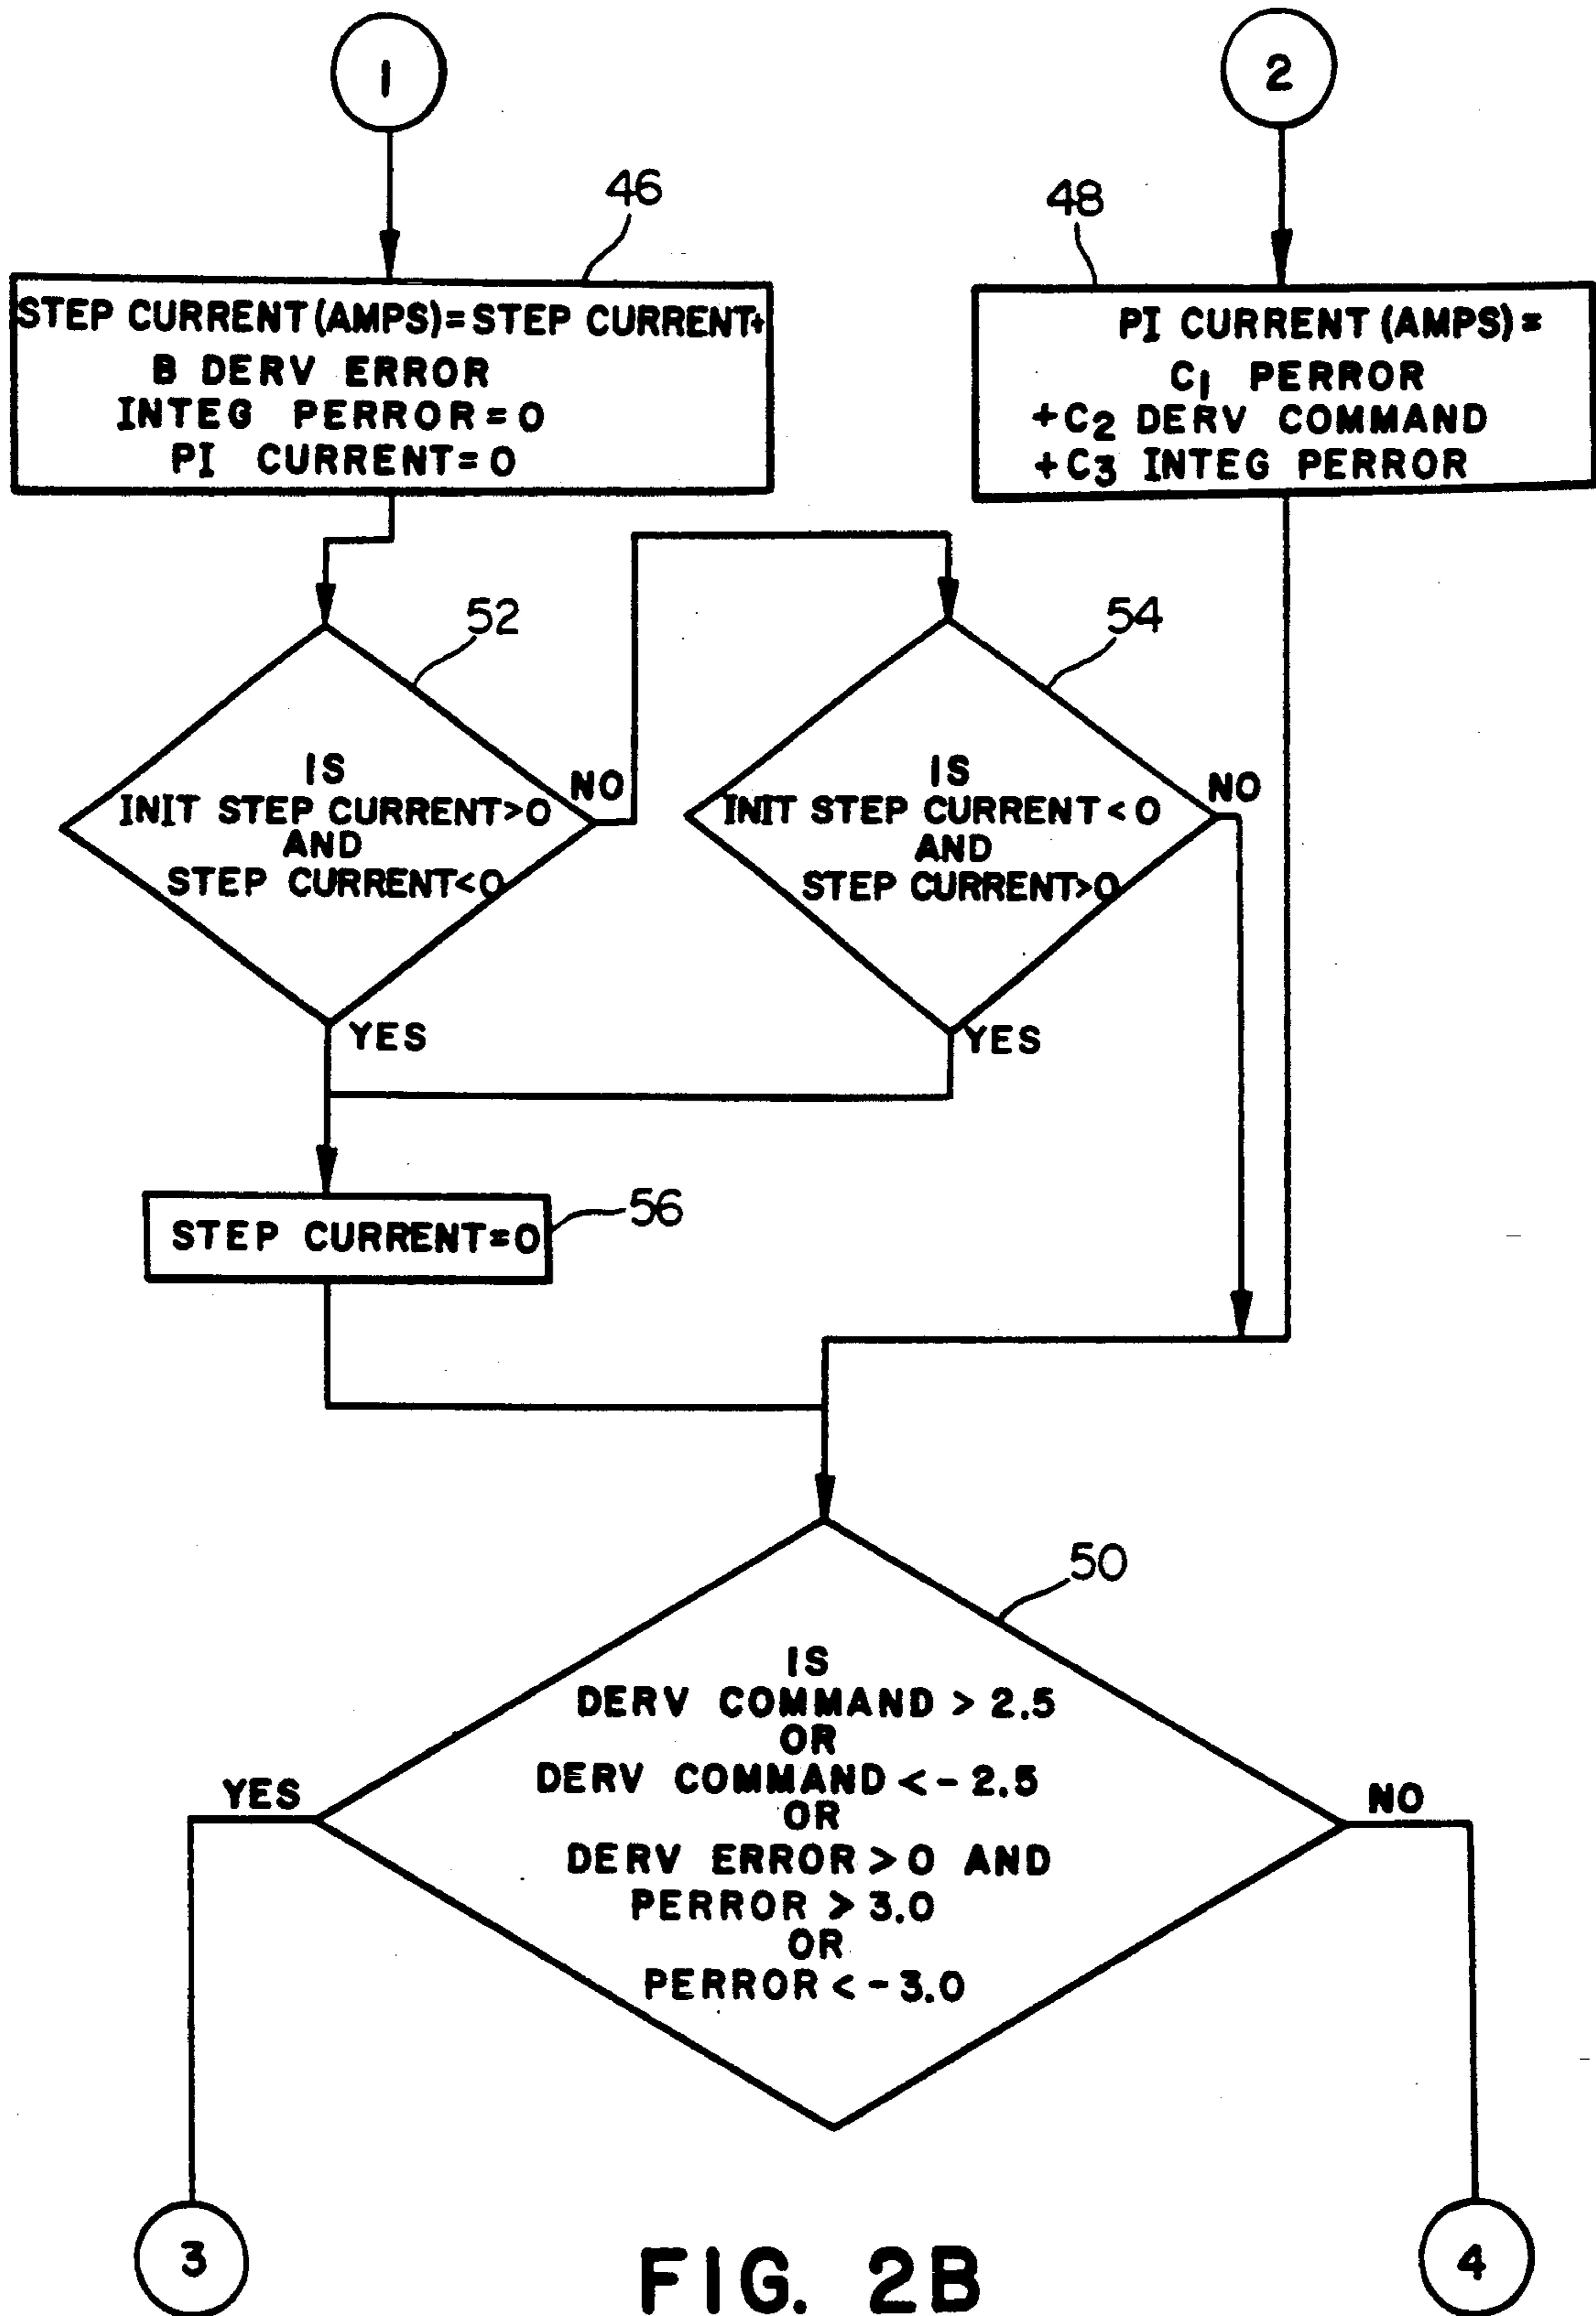 1
2
46
48
STEP CURRENT (AMPS)=STEP CURRENT+
B DERV ERROR
INTEG PERROR=0
PI CURRENT=0
PI CURRENT (AMPS)=
C1 PERROR
+C2 DERV COMMAND
+C3 INTEG PERROR
52
54
IS
INIT STEP CURRENT>0
AND
STEP CURRENT<0
NO
YES
IS
INIT STEP CURRENT<0
AND
STEP CURRENT>0
NO
YES
STEP CURRENT=0
56
50
IS
DERV COMMAND > 2.5
OR
DERV COMMAND <-2.5
OR
DERV ERROR >0 AND
PERROR > 3.0
OR
PERROR <-3.0
YES
NO
3
4
FIG. 2B